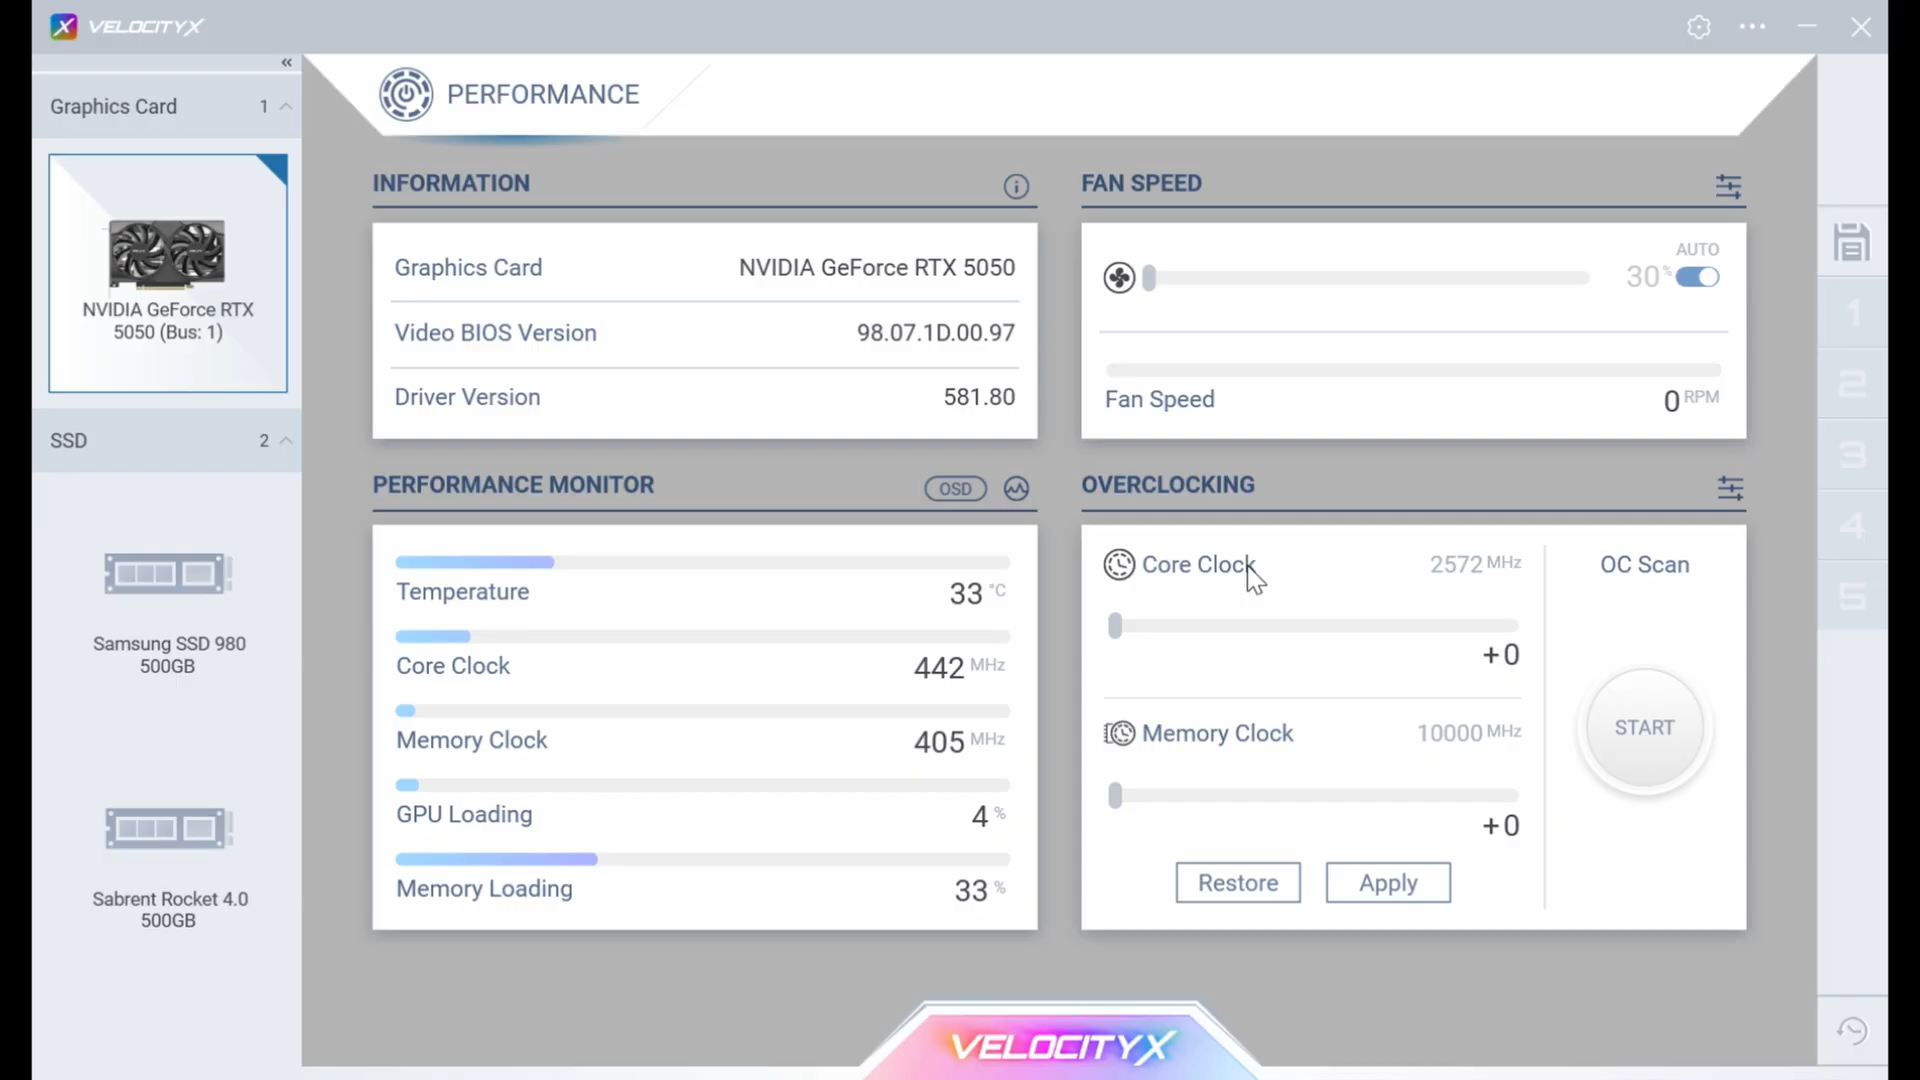 VELOCITYX
«
Graphics Card 1
NVIDIA GeForce RTX
5050 (Bus: 1)
SSD 2
Samsung SSD 980
500GB
Sabrent Rocket 4.0
500GB
PERFORMANCE
INFORMATION
Graphics Card NVIDIA GeForce RTX 5050
Video BIOS Version 98.07.1D.00.97
Driver Version 581.80
FAN SPEED
AUTO
30 %
Fan Speed 0 RPM
PERFORMANCE MONITOR OSD
Temperature 33 °C
Core Clock 442 MHz
Memory Clock 405 MHz
GPU Loading 4 %
Memory Loading 33 %
OVERCLOCKING
Core Clock 2572 MHz
+0
Memory Clock 10000 MHz
+0
Restore Apply
OC Scan
START
1
2
3
4
5
VELOCITYX